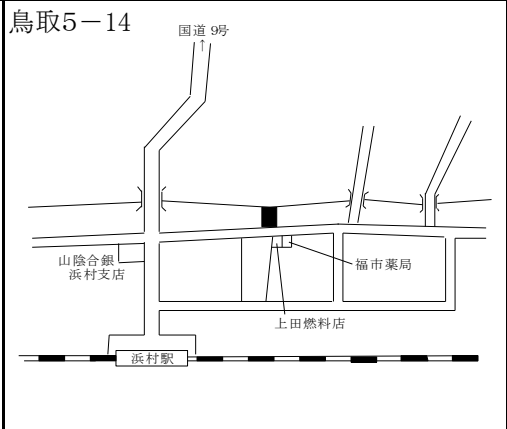 鳥取5－14
国道 9号
↑
山陰合銀
浜村支店
福市薬局
上田燃料店
浜村駅